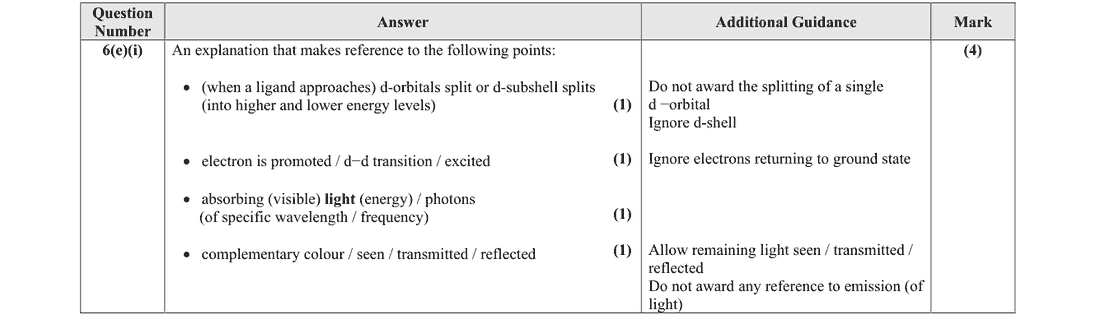 Question Number
Answer
Additional Guidance
Mark
6(e)(i)
An explanation that makes reference to the following points:
(4)
• (when a ligand approaches) d-orbitals split or d-subshell splits
(into higher and lower energy levels)
(1)
Do not award the splitting of a single
d −orbital
Ignore d-shell
• electron is promoted / d−d transition / excited
(1)
Ignore electrons returning to ground state
• absorbing (visible) light (energy) / photons
(of specific wavelength / frequency)
(1)
• complementary colour / seen / transmitted / reflected
(1)
Allow remaining light seen / transmitted /
reflected
Do not award any reference to emission (of
light)